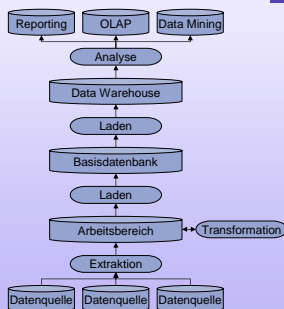 Reporting OLAP Data Mining
Analyse
Data Warehouse
Laden
Basisdatenbank
Laden
Arbeitsbereich Transformation
Extraktion
Datenquelle Datenquelle Datenquelle